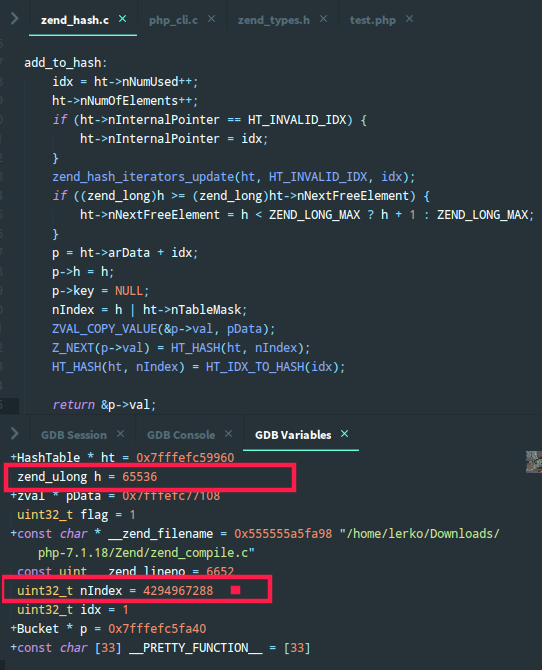 zend_hash.c × php_cli.c × zend_types.h × test.php ×
add_to_hash:
idx = ht->nNumUsed++;
ht->nNumOfElements++;
if (ht->nInternalPointer == HT_INVALID_IDX) {
ht->nInternalPointer = idx;
}
zend_hash_iterators_update(ht, HT_INVALID_IDX, idx);
if ((zend_long)h >= (zend_long)ht->nNextFreeElement) {
ht->nNextFreeElement = h < ZEND_LONG_MAX ? h + 1 : ZEND_LONG_MAX;
}
p = ht->arData + idx;
p->h = h;
p->key = NULL;
nIndex = h | ht->nTableMask;
ZVAL_COPY_VALUE(&p->val, pData);
Z_NEXT(p->val) = HT_HASH(ht, nIndex);
HT_HASH(ht, nIndex) = HT_IDX_TO_HASH(idx);
return &p->val;
GDB Session × GDB Console × GDB Variables ×
+HashTable * ht = 0x7fffefc59960
zend_ulong h = 65536
+zval * pData = 0x7fffefc77108
uint32_t flag = 1
+const char * __zend_filename = 0x555555a5fa98 "/home/lerko/Downloads/
php-7.1.18/Zend/zend_compile.c"
const uint __zend_lineno = 6652
uint32_t nIndex = 4294967288
uint32_t idx = 1
+Bucket * p = 0x7fffefc5fa40
+const char [33] __PRETTY_FUNCTION__ = [33]